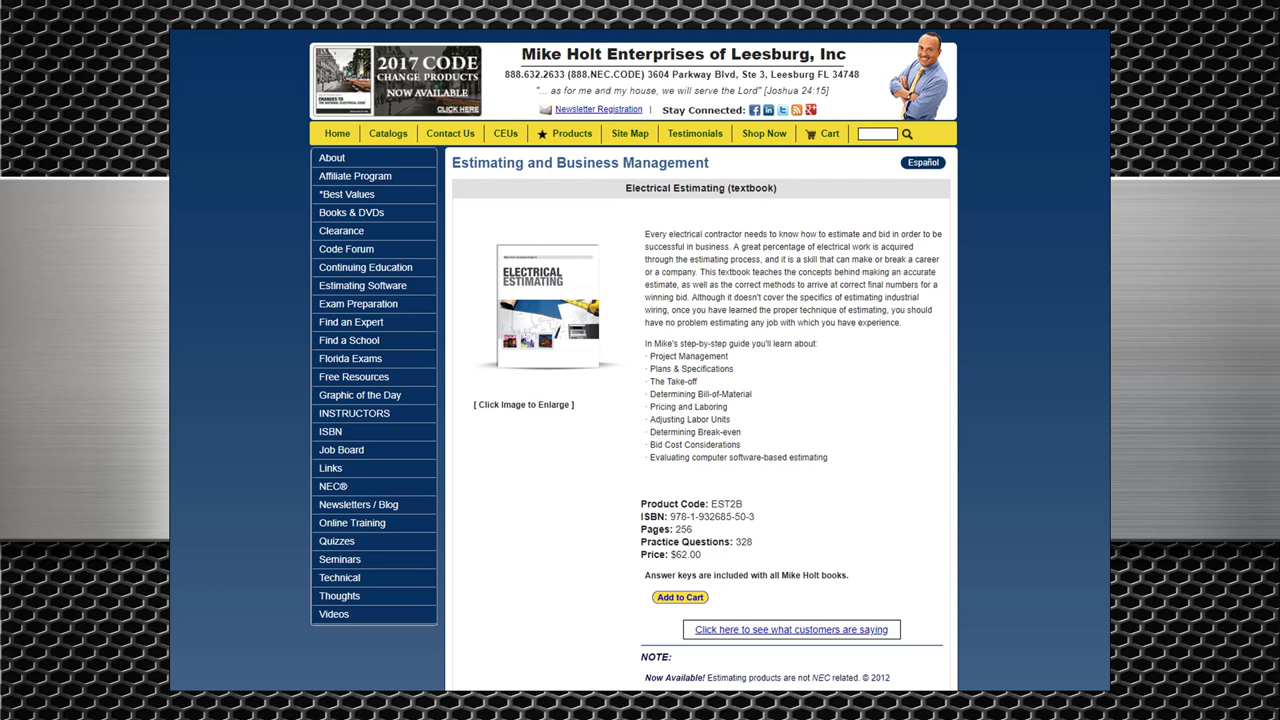 2017 CODE
CHANGE PRODUCTS
NOW AVAILABLE
CLICK HERE
Mike Holt Enterprises of Leesburg, Inc
888.632.2633 (888.NEC.CODE) 3604 Parkway Blvd, Ste 3, Leesburg FL 34748
"... as for me and my house, we will serve the Lord" [Joshua 24:15]
Newsletter Registration | Stay Connected:
Home Catalogs Contact Us CEUs Products Site Map Testimonials Shop Now Cart
About
Affiliate Program
*Best Values
Books & DVDs
Clearance
Code Forum
Continuing Education
Estimating Software
Exam Preparation
Find an Expert
Find a School
Florida Exams
Free Resources
Graphic of the Day
INSTRUCTORS
ISBN
Job Board
Links
NEC®
Newsletters / Blog
Online Training
Quizzes
Seminars
Technical
Thoughts
Videos
Estimating and Business Management
Español
Electrical Estimating (textbook)
ELECTRICAL
ESTIMATING
[ Click Image to Enlarge ]
Every electrical contractor needs to know how to estimate and bid in order to be
successful in business. A great percentage of electrical work is acquired
through the estimating process, and it is a skill that can make or break a career
or a company. This textbook teaches the concepts behind making an accurate
estimate, as well as the correct methods to arrive at correct final numbers for a
winning bid. Although it doesn't cover the specifics of estimating industrial
wiring, once you have learned the proper technique of estimating, you should
have no problem estimating any job with which you have experience.
In Mike's step-by-step guide you'll learn about:
· Project Management
· Plans & Specifications
· The Take-off
· Determining Bill-of-Material
· Pricing and Laboring
· Adjusting Labor Units
· Determining Break-even
· Bid Cost Considerations
· Evaluating computer software-based estimating
Product Code: EST2B
ISBN: 978-1-932685-50-3
Pages: 256
Practice Questions: 328
Price: $62.00
Answer keys are included with all Mike Holt books.
Add to Cart
Click here to see what customers are saying
NOTE:
Now Available! Estimating products are not NEC related. © 2012